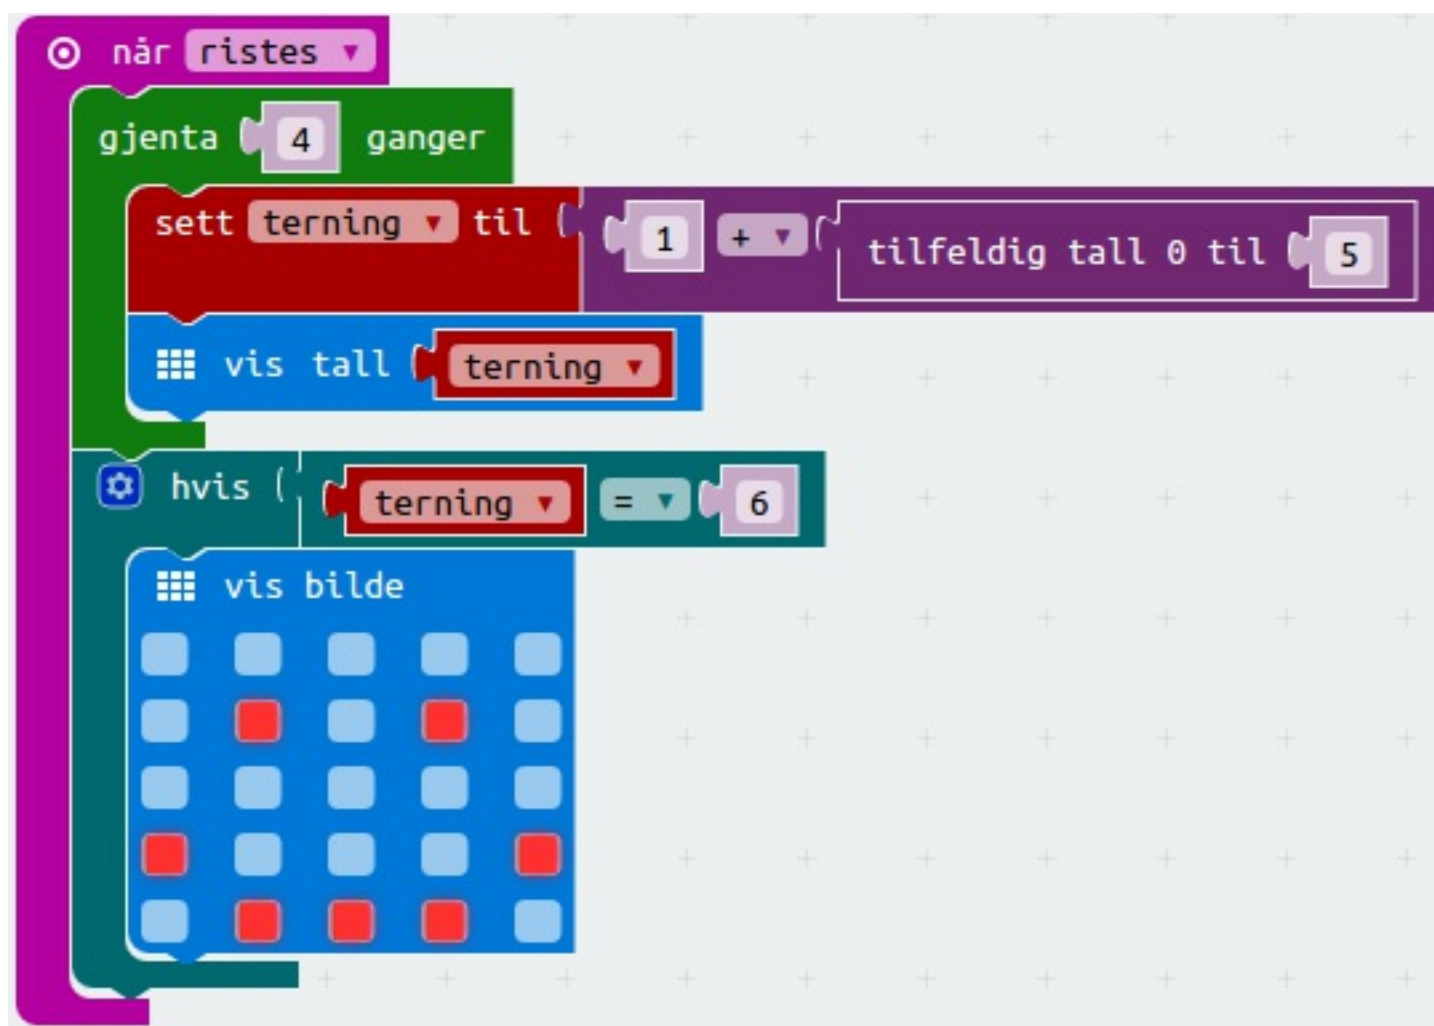 når ristes
gjenta 4 ganger
sett terning til 1 + tilfeldig tall 0 til 5
vis tall terning
hvis terning = 6
vis bilde